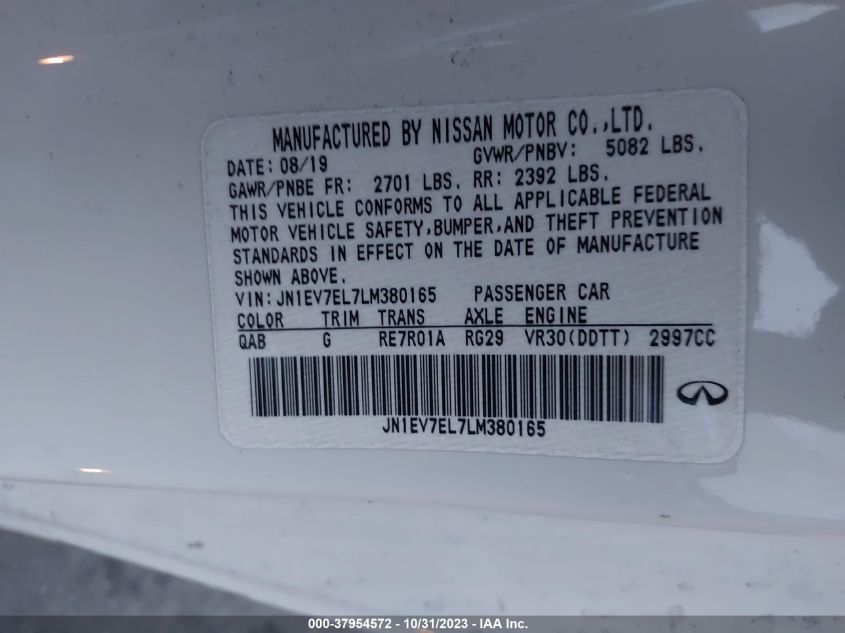 MANUFACTURED BY NISSAN MOTOR CO.,LTD.
DATE: 08/19 GVWR/PNBV: 5082 LBS.
GAWR/PNBE FR: 2701 LBS. RR: 2392 LBS.
THIS VEHICLE CONFORMS TO ALL APPLICABLE FEDERAL
MOTOR VEHICLE SAFETY,BUMPER,AND THEFT PREVENTION
STANDARDS IN EFFECT ON THE DATE OF MANUFACTURE
SHOWN ABOVE.
VIN: JN1EV7EL7LM380165 PASSENGER CAR
COLOR TRIM TRANS AXLE ENGINE
QAB G RE7R01A RG29 VR30(DDTT) 2997CC
JN1EV7EL7LM380165
000-37954572 - 10/31/2023 - IAA Inc.